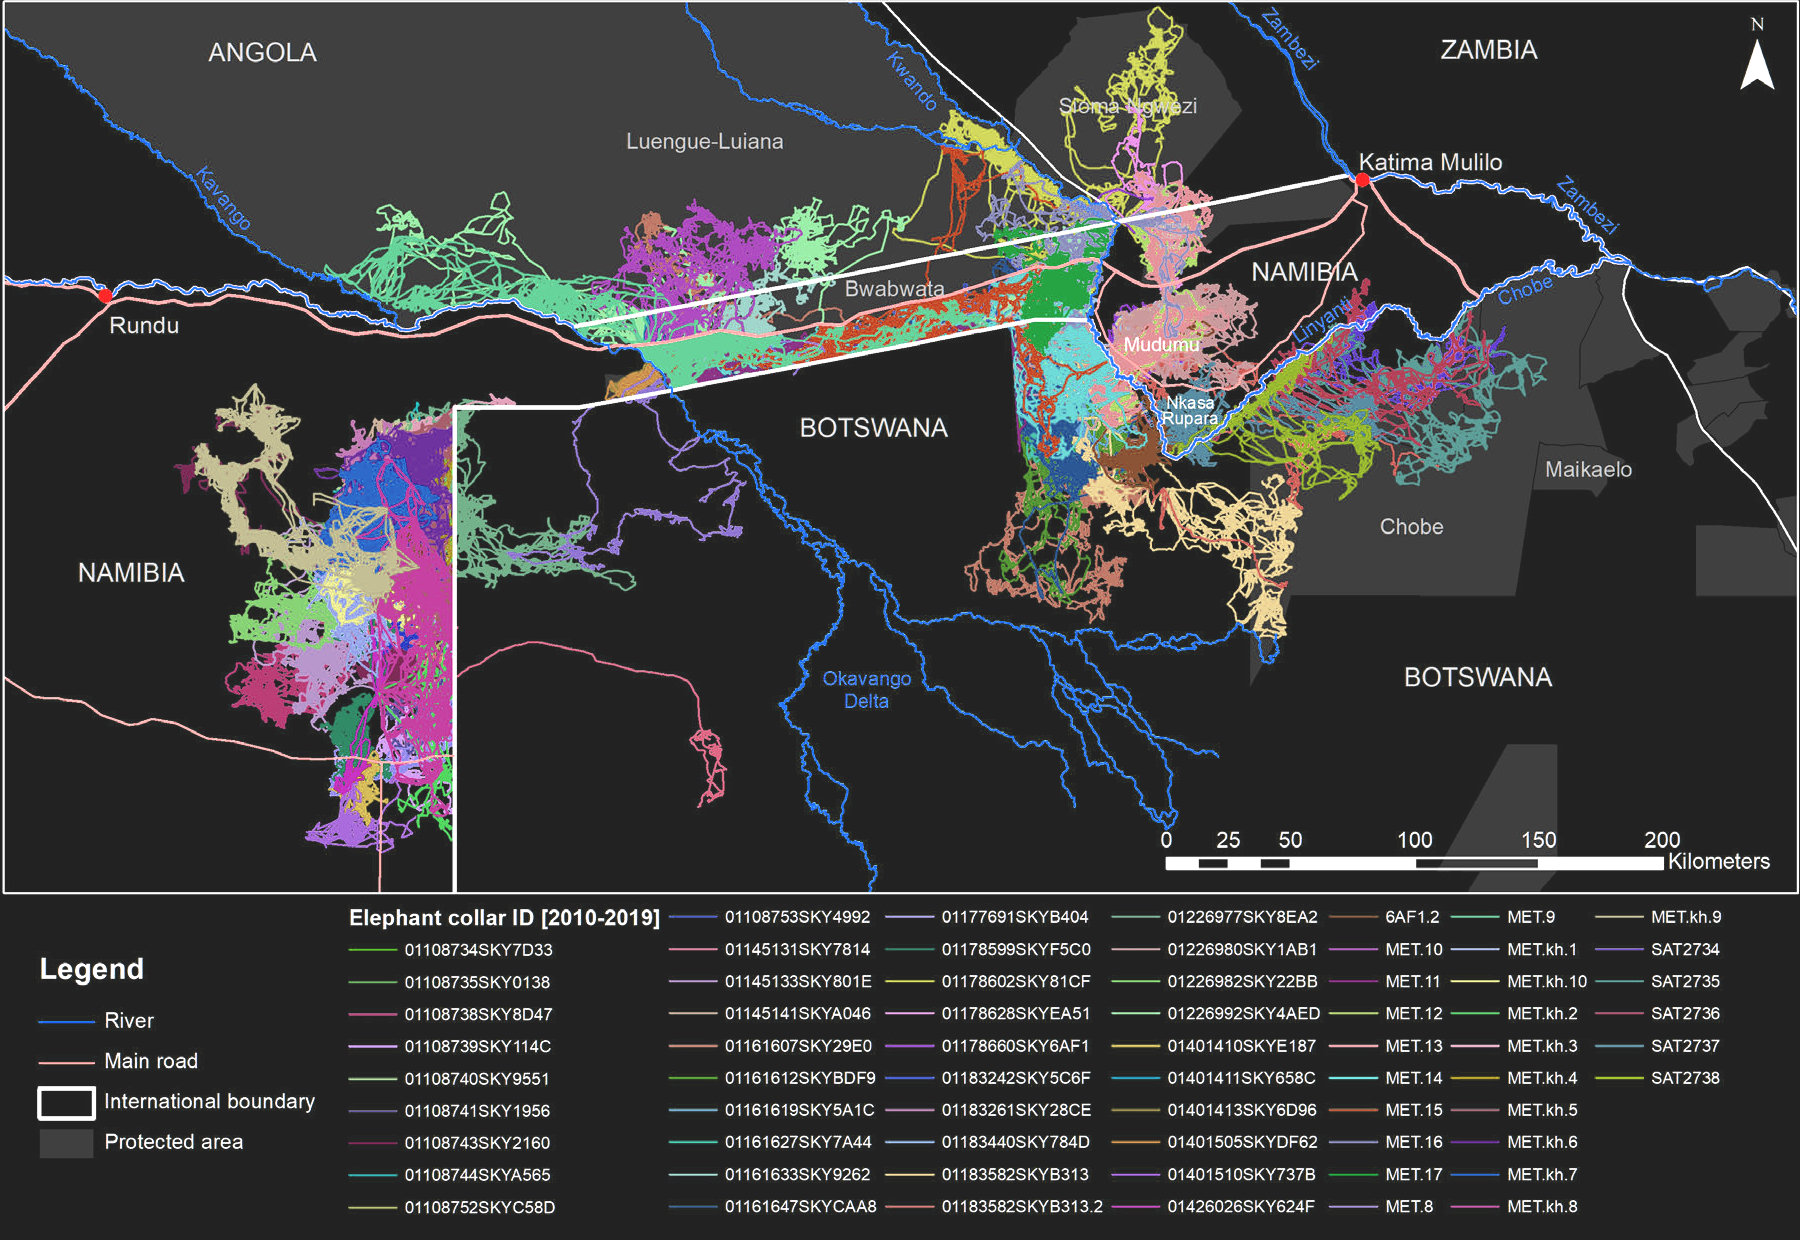 N
ANGOLA
ZAMBIA
Zambezi
Kwando
Sioma Ngwezi
Luengue-Luiana
Katima Mulilo
Kavango
Zambezi
NAMIBIA
Bwabwata
Chobe
Rundu
Linyanti
Mudumu
Nkasa
Rupara
BOTSWANA
Maikaelo
Chobe
NAMIBIA
Okavango
Delta
BOTSWANA
0 25 50 100 150 200
Kilometers
Legend
River
Main road
International boundary
Protected area
Elephant collar ID [2010-2019]
01108734SKY7D33
01108735SKY0138
01108738SKY8D47
01108739SKY114C
01108740SKY9551
01108741SKY1956
01108743SKY2160
01108744SKYA565
01108752SKYC58D
01108753SKY4992
01145131SKY7814
01145133SKY801E
01145141SKYA046
01161607SKY29E0
01161612SKYBDF9
01161619SKY5A1C
01161627SKY7A44
01161633SKY9262
01161647SKYCAA8
01177691SKYB404
01178599SKYF5C0
01178602SKY81CF
01178628SKYEA51
01178660SKY6AF1
01183242SKY5C6F
01183261SKY28CE
01183440SKY784D
01183582SKYB313
01183582SKYB313.2
01226977SKY8EA2
01226980SKY1AB1
01226982SKY22BB
01226992SKY4AED
01401410SKYE187
01401411SKY658C
01401413SKY6D96
01401505SKYDF62
01401510SKY737B
01426026SKY624F
6AF1.2
MET.10
MET.11
MET.12
MET.13
MET.14
MET.15
MET.16
MET.17
MET.8
MET.9
MET.kh.1
MET.kh.10
MET.kh.2
MET.kh.3
MET.kh.4
MET.kh.5
MET.kh.6
MET.kh.7
MET.kh.8
MET.kh.9
SAT2734
SAT2735
SAT2736
SAT2737
SAT2738